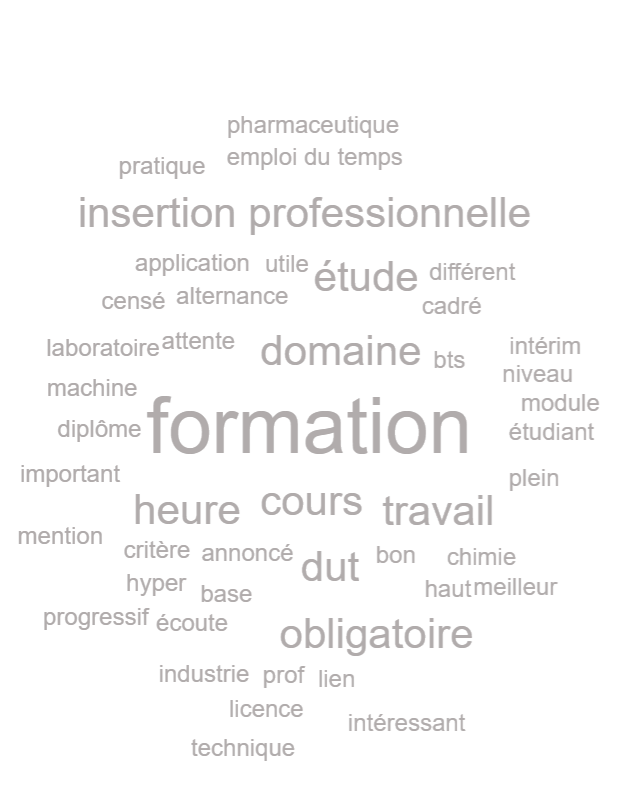 pharmaceutique
pratique emploi du temps
insertion professionnelle
application utile étude différent
censé alternance cadré
laboratoire attente domaine bts intérim
niveau
machine module
diplôme formation étudiant
important plein
heure cours travail
mention critère annoncé dut bon chimie
hyper base haut meilleur
progressif écoute obligatoire
industrie prof lien
licence intéressant
technique